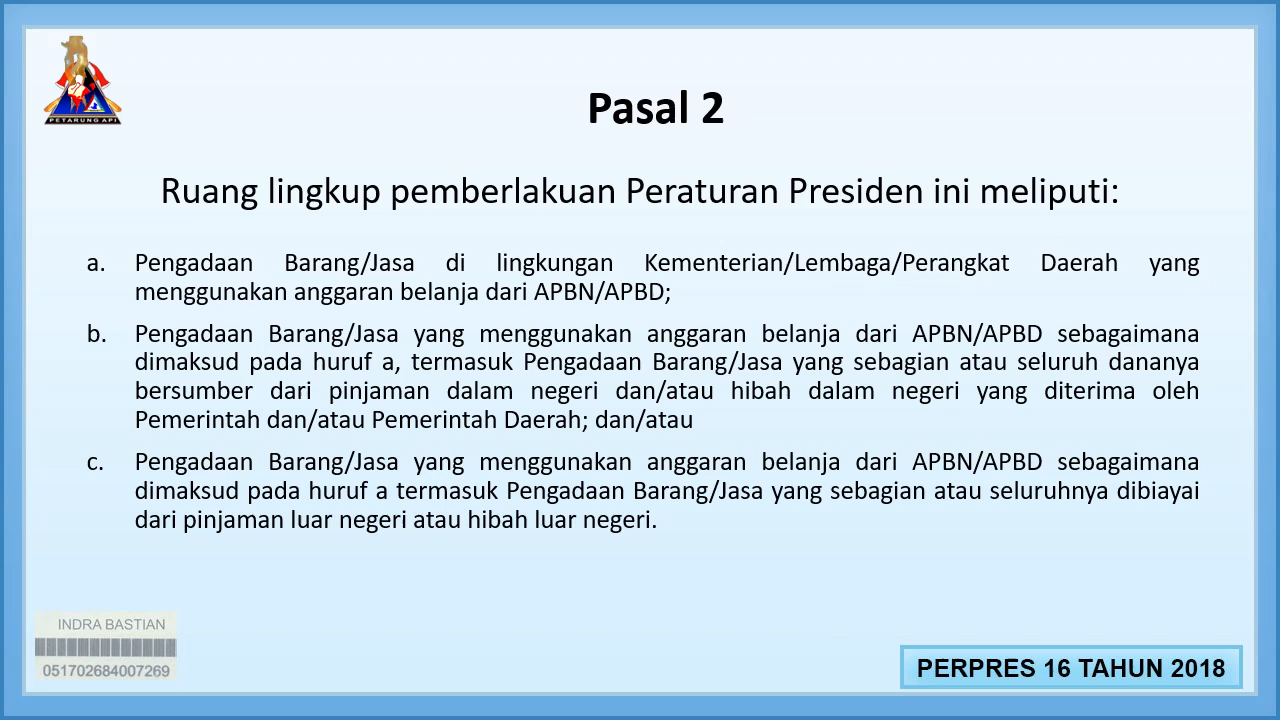 PETARUNG API
Pasal 2
Ruang lingkup pemberlakuan Peraturan Presiden ini meliputi:
a. Pengadaan Barang/Jasa di lingkungan Kementerian/Lembaga/Perangkat Daerah yang
menggunakan anggaran belanja dari APBN/APBD;
b. Pengadaan Barang/Jasa yang menggunakan anggaran belanja dari APBN/APBD sebagaimana
dimaksud pada huruf a, termasuk Pengadaan Barang/Jasa yang sebagian atau seluruh dananya
bersumber dari pinjaman dalam negeri dan/atau hibah dalam negeri yang diterima oleh
Pemerintah dan/atau Pemerintah Daerah; dan/atau
c. Pengadaan Barang/Jasa yang menggunakan anggaran belanja dari APBN/APBD sebagaimana
dimaksud pada huruf a termasuk Pengadaan Barang/Jasa yang sebagian atau seluruhnya dibiayai
dari pinjaman luar negeri atau hibah luar negeri.
INDRA BASTIAN
051702684007269
PERPRES 16 TAHUN 2018